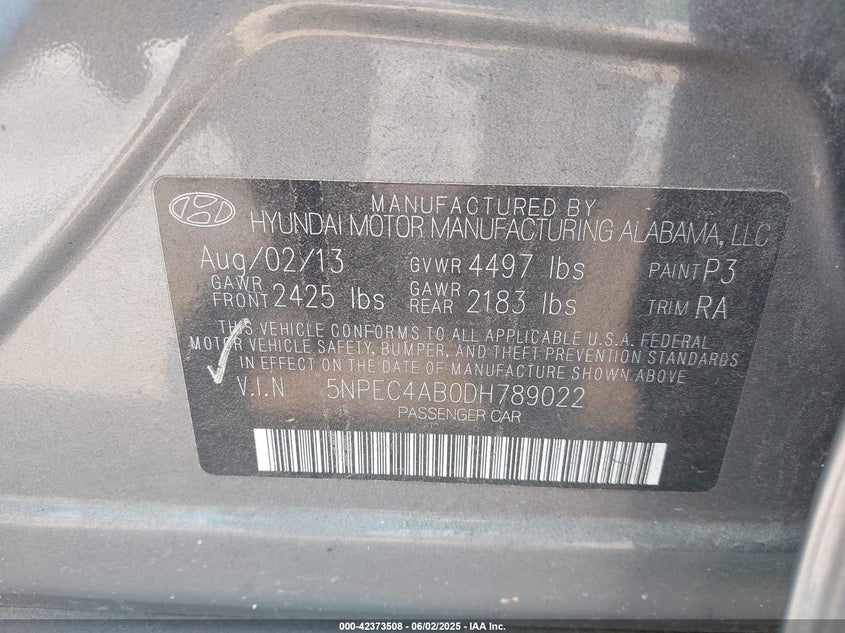 MANUFACTURED BY
HYUNDAI MOTOR MANUFACTURING ALABAMA, LLC
Aug/02/13 GVWR 4497 lbs PAINT P3
GAWR FRONT 2425 lbs GAWR REAR 2183 lbs TRIM RA
THIS VEHICLE CONFORMS TO ALL APPLICABLE U.S.A. FEDERAL
MOTOR VEHICLE SAFETY, BUMPER, AND THEFT PREVENTION STANDARDS
IN EFFECT ON THE DATE OF MANUFACTURE SHOWN ABOVE
V.I.N 5NPEC4AB0DH789022
PASSENGER CAR
000-42373508 - 06/02/2025 - IAA Inc.